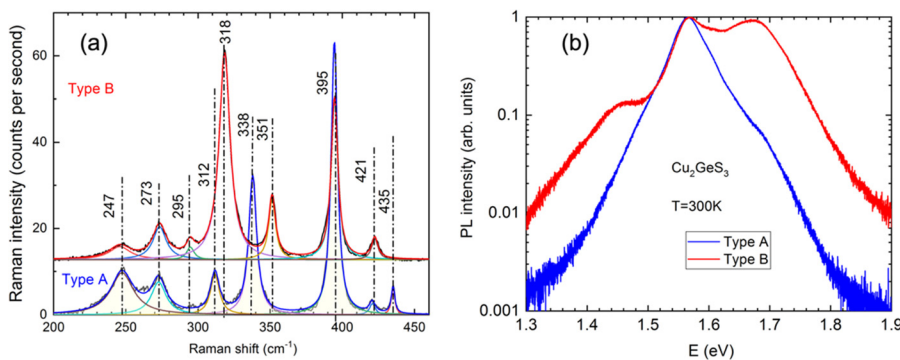 (a)
Raman intensity (counts per second)
60
40
20
0
200
250
300
350
400
450
Raman shift (cm⁻¹)
Type B
Type A
247
273
295
312
318
338
351
395
421
435
(b)
PL intensity (arb. units)
1
0.1
0.01
0.001
1.3
1.4
1.5
1.6
1.7
1.8
1.9
E (eV)
Cu₂GeS₃
T=300K
Type A
Type B